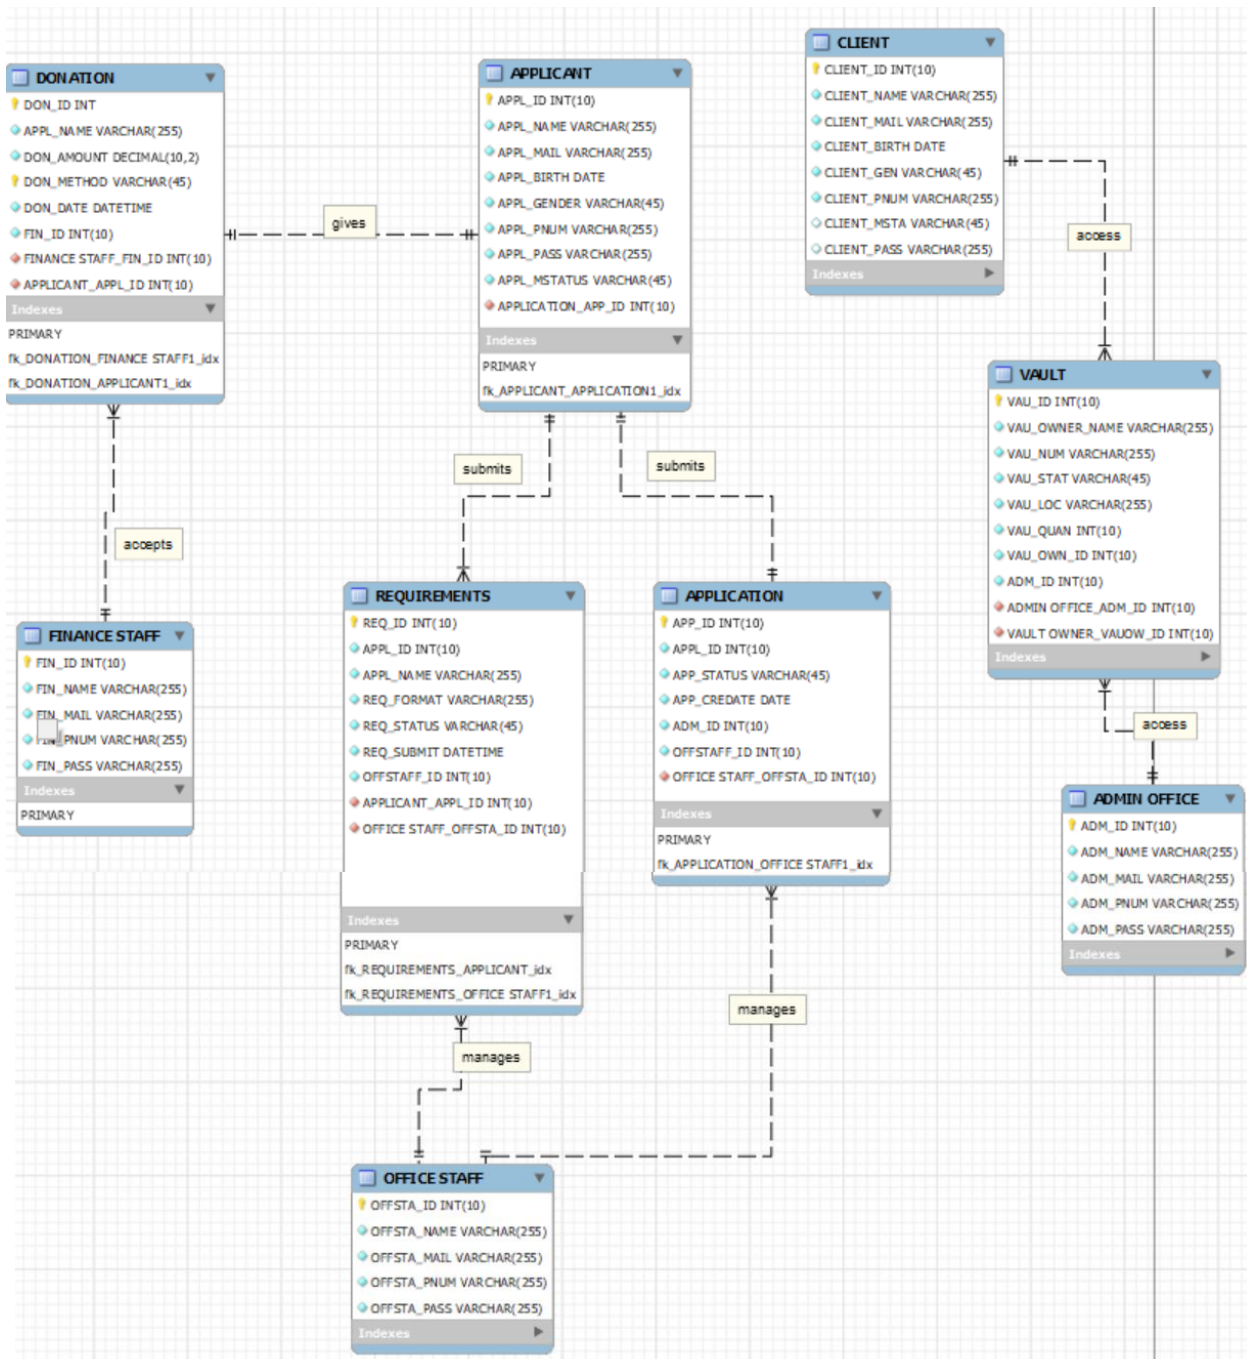 DONATION
DON_ID INT
APPL_NAME VARCHAR(255)
DON_AMOUNT DECIMAL(10,2)
DON_METHOD VARCHAR(45)
DON_DATE DATETIME
FIN_ID INT(10)
FINANCE STAFF_FIN_ID INT(10)
APPLICANT_APPL_ID INT(10)
Indexes
PRIMARY
fk_DONATION_FINANCE STAFF1_idx
fk_DONATION_APPLICANT1_idx
gives
APPLICANT
APPL_ID INT(10)
APPL_NAME VARCHAR(255)
APPL_MAIL VARCHAR(255)
APPL_BIRTH DATE
APPL_GENDER VARCHAR(45)
APPL_PNUM VARCHAR(255)
APPL_PASS VARCHAR(255)
APPL_MSTATUS VARCHAR(45)
APPLICATION_APP_ID INT(10)
Indexes
PRIMARY
fk_APPLICANT_APPLICATION1_idx
CLIENT
CLIENT_ID INT(10)
CLIENT_NAME VARCHAR(255)
CLIENT_MAIL VARCHAR(255)
CLIENT_BIRTH DATE
CLIENT_GEN VARCHAR(45)
CLIENT_PNUM VARCHAR(255)
CLIENT_MSTA VARCHAR(45)
CLIENT_PASS VARCHAR(255)
Indexes
access
VAULT
VAU_ID INT(10)
VAU_OWNER_NAME VARCHAR(255)
VAU_NUM VARCHAR(255)
VAU_STAT VARCHAR(45)
VAU_LOC VARCHAR(255)
VAU_QUAN INT(10)
VAU_OWN_ID INT(10)
ADM_ID INT(10)
ADMIN OFFICE_ADM_ID INT(10)
VAULT OWNER_VAUOW_ID INT(10)
Indexes
submits
submits
accepts
FINANCE STAFF
FIN_ID INT(10)
FIN_NAME VARCHAR(255)
FIN_MAIL VARCHAR(255)
FIN_PNUM VARCHAR(255)
FIN_PASS VARCHAR(255)
Indexes
PRIMARY
REQUIREMENTS
REQ_ID INT(10)
APPL_ID INT(10)
APPL_NAME VARCHAR(255)
REQ_FORMAT VARCHAR(255)
REQ_STATUS VARCHAR(45)
REQ_SUBMIT DATETIME
OFFSTAFF_ID INT(10)
APPLICANT_APPL_ID INT(10)
OFFICE STAFF_OFFSTA_ID INT(10)
Indexes
PRIMARY
fk_REQUIREMENTS_APPLICANT_idx
fk_REQUIREMENTS_OFFICE STAFF1_idx
APPLICATION
APP_ID INT(10)
APPL_ID INT(10)
APP_STATUS VARCHAR(45)
APP_CREDATE DATE
ADM_ID INT(10)
OFFSTAFF_ID INT(10)
OFFICE STAFF_OFFSTA_ID INT(10)
Indexes
PRIMARY
fk_APPLICATION_OFFICE STAFF1_idx
access
ADMIN OFFICE
ADM_ID INT(10)
ADM_NAME VARCHAR(255)
ADM_MAIL VARCHAR(255)
ADM_PNUM VARCHAR(255)
ADM_PASS VARCHAR(255)
Indexes
manages
manages
OFFICE STAFF
OFFSTA_ID INT(10)
OFFSTA_NAME VARCHAR(255)
OFFSTA_MAIL VARCHAR(255)
OFFSTA_PNUM VARCHAR(255)
OFFSTA_PASS VARCHAR(255)
Indexes